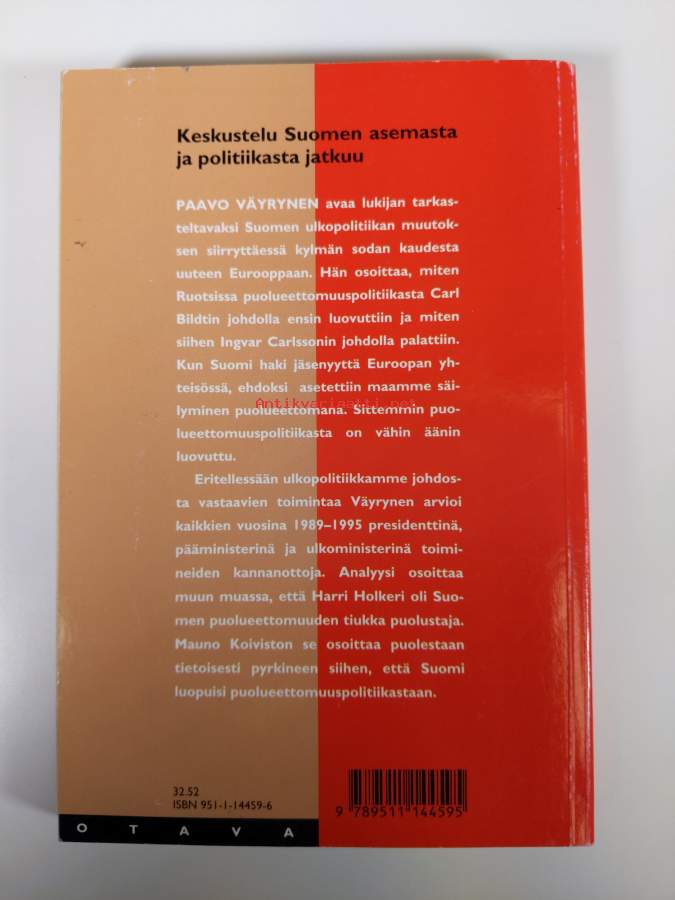 Keskustelu Suomen asemasta
ja politiikasta jatkuu
PAAVO VÄYRYNEN avaa lukijan tarkas-
teltavaksi Suomen ulkopolitiikan muutok-
sen siirryttäessä kylmän sodan kaudesta
uuteen Eurooppaan. Hän osoittaa, miten
Ruotsissa puolueettomuuspolitiikasta Carl
Bildtin johdolla ensin luovuttiin ja miten
siihen Ingvar Carlssonin johdolla palattiin.
Kun Suomi haki jäsenyyttä Euroopan yh-
teisössä, ehdoksi asetettiin maamme säi-
Antikvariaatti.net
lyminen puolueettomana. Sittemmin puo-
lueettomuuspolitiikasta on vähin äänin
luovuttu.
Eritellessään ulkopolitiikkamme johdos-
ta vastaavien toimintaa Väyrynen arvioi
kaikkien vuosina 1989–1995 presidenttinä,
pääministerinä ja ulkoministerinä toimi-
neiden kannanottoja. Analyysi osoittaa
muun muassa, että Harri Holkeri oli Suo-
men puolueettomuuden tiukka puolustaja.
Mauno Koiviston se osoittaa puolestaan
tietoisesti pyrkineen siihen, että Suomi
luopuisi puolueettomuuspolitiikastaan.
32.52
ISBN 951-1-14459-6
9 789511 144595
OTAVA